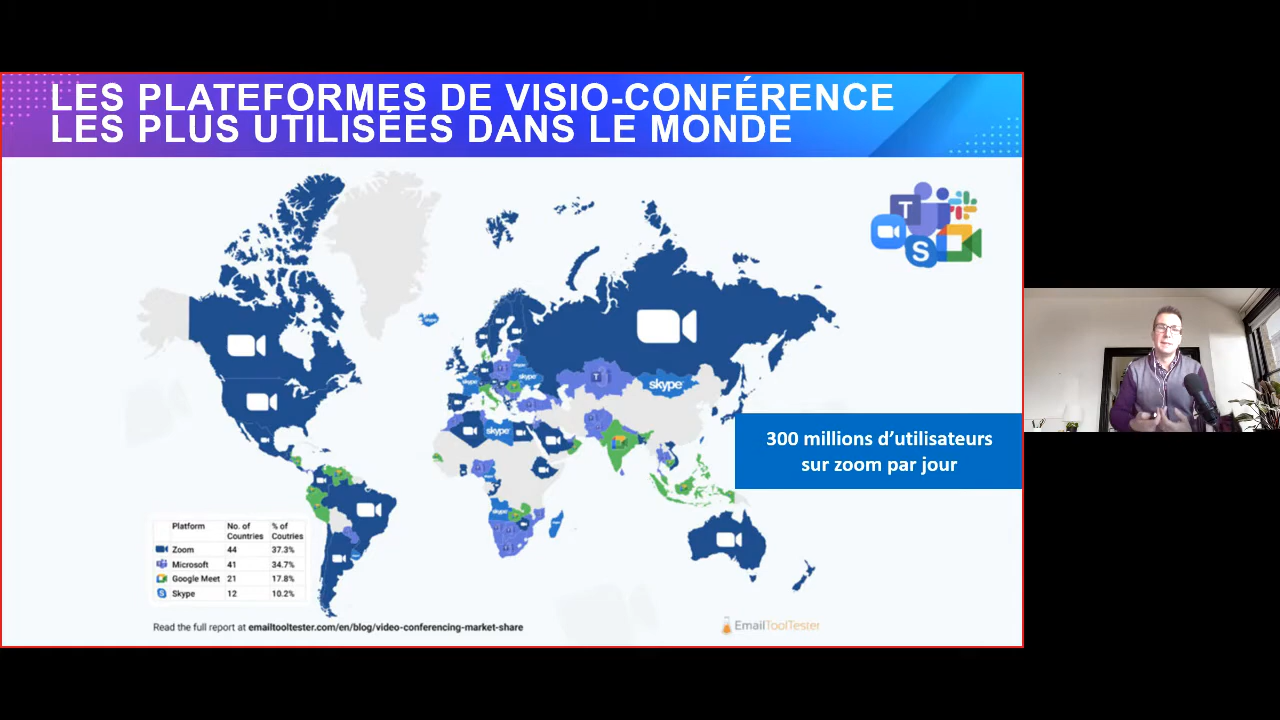 LES PLATEFORMES DE VISIO-CONFÉRENCE
LES PLUS UTILISÉES DANS LE MONDE
T
S
skype
skype
skype
skype
skype
T
300 millions d’utilisateurs
sur zoom par jour
Platform No. of Countries % of Coutries
Zoom 44 37.3%
Microsoft 41 34.7%
Google Meet 21 17.8%
Skype 12 10.2%
Read the full report at emailtooltester.com/en/blog/video-conferencing-market-share
EmailToolTester